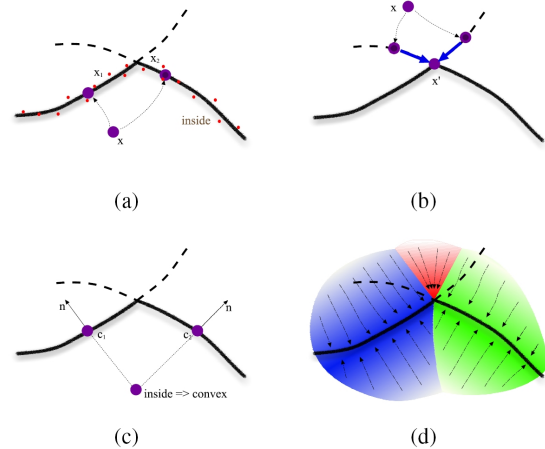 x₁ x₂
inside
x
(a)
x
x'
(b)
n n
c₁ c₂
inside => convex
(c)
(d)